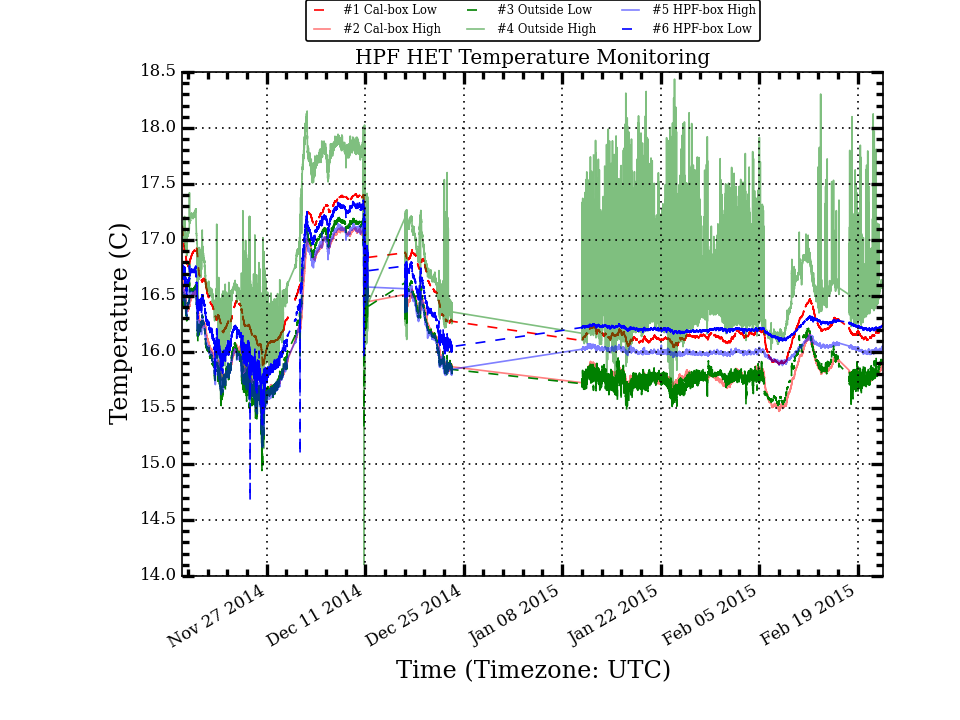 #1 Cal-box Low #3 Outside Low #5 HPF-box High
#2 Cal-box High #4 Outside High #6 HPF-box Low
HPF HET Temperature Monitoring
18.5
18.0
17.5
17.0
16.5
16.0
15.5
15.0
14.5
14.0
Temperature (C)
Nov 27 2014
Dec 11 2014
Dec 25 2014
Jan 08 2015
Jan 22 2015
Feb 05 2015
Feb 19 2015
Time (Timezone: UTC)